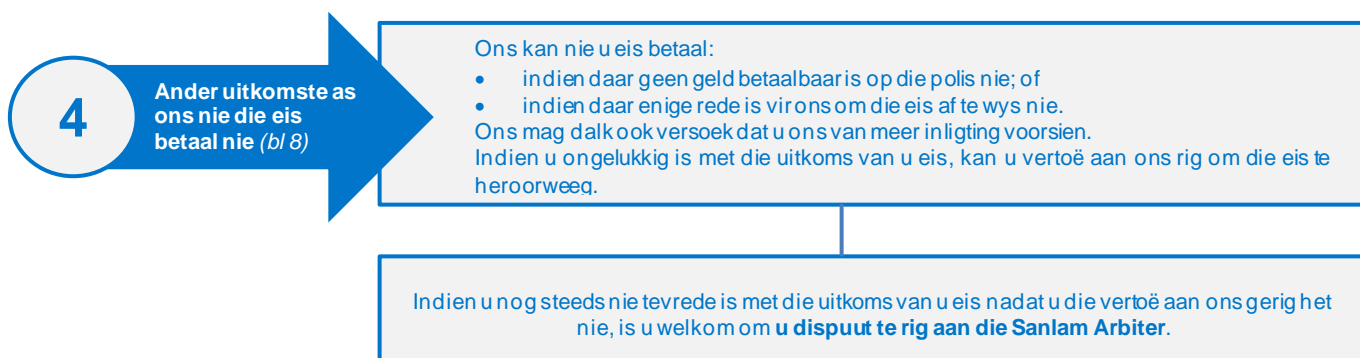 4
Ander uitkomste as
ons nie die eis
betaal nie (bl 8)
Ons kan nie u eis betaal:
• indien daar geen geld betaalbaar is op die polis nie; of
• indien daar enige rede is vir ons om die eis af te wys nie.
Ons mag dalk ook versoek dat u ons van meer inligting voorsien.
Indien u ongelukkig is met die uitkoms van u eis, kan u vertoë aan ons rig om die eis te
heroorweeg.
Indien u nog steeds nie tevrede is met die uitkoms van u eis nadat u die vertoë aan ons gerig het
nie, is u welkom om u dispuut te rig aan die Sanlam Arbiter.